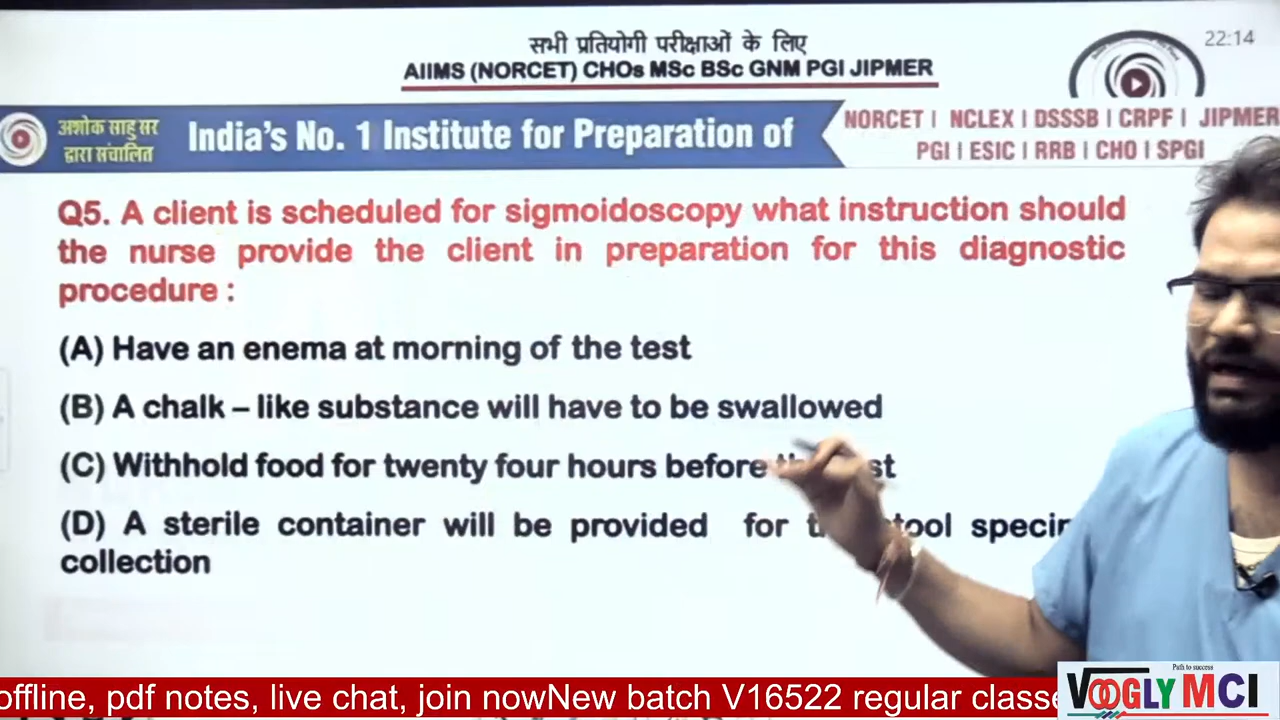 सभी प्रतियोगी परीक्षाओं के लिए
22:14
AIIMS (NORCET) CHOs MSc BSc GNM PGI JIPMER
अशोक साहु सर
द्वारा संचालित
India's No. 1 Institute for Preparation of
NORCET | NCLEX | DSSSB | CRPF | JIPMER
PGI | ESIC | RRB | CHO | SPGI
Q5. A client is scheduled for sigmoidoscopy what instruction should
the nurse provide the client in preparation for this diagnostic
procedure :
(A) Have an enema at morning of the test
(B) A chalk – like substance will have to be swallowed
(C) Withhold food for twenty four hours before
(D) A sterile container will be provided for
collection
offline, pdf notes, live chat, join nowNew batch V16522 regular classe
Path to success
VOOGLY MCI